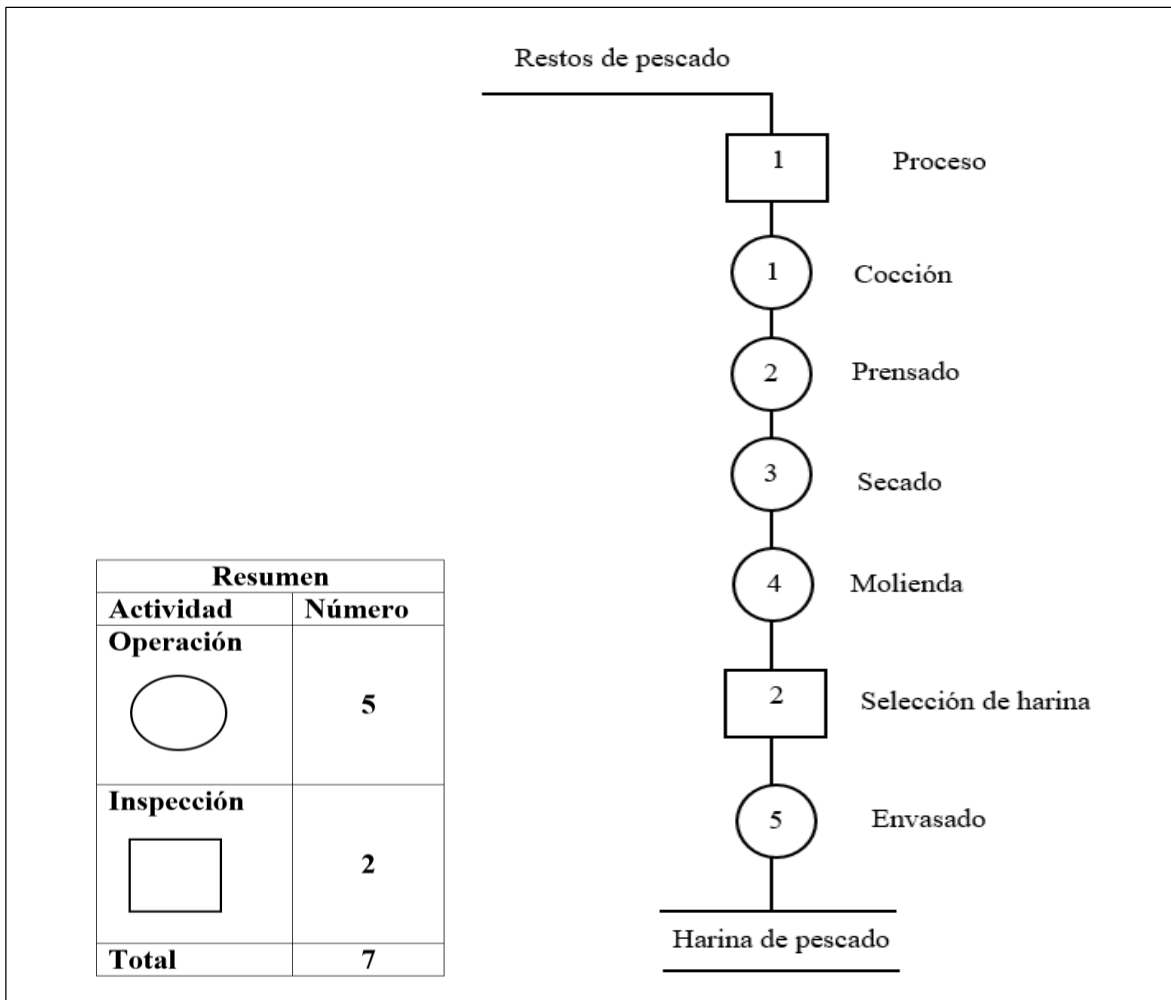 Restos de pescado
1
Proceso
1
Cocción
2
Prensado
3
Secado
4
Molienda
2
Selección de harina
5
Envasado
Harina de pescado
Resumen
Actividad Número
Operación
5
Inspección
2
Total 7